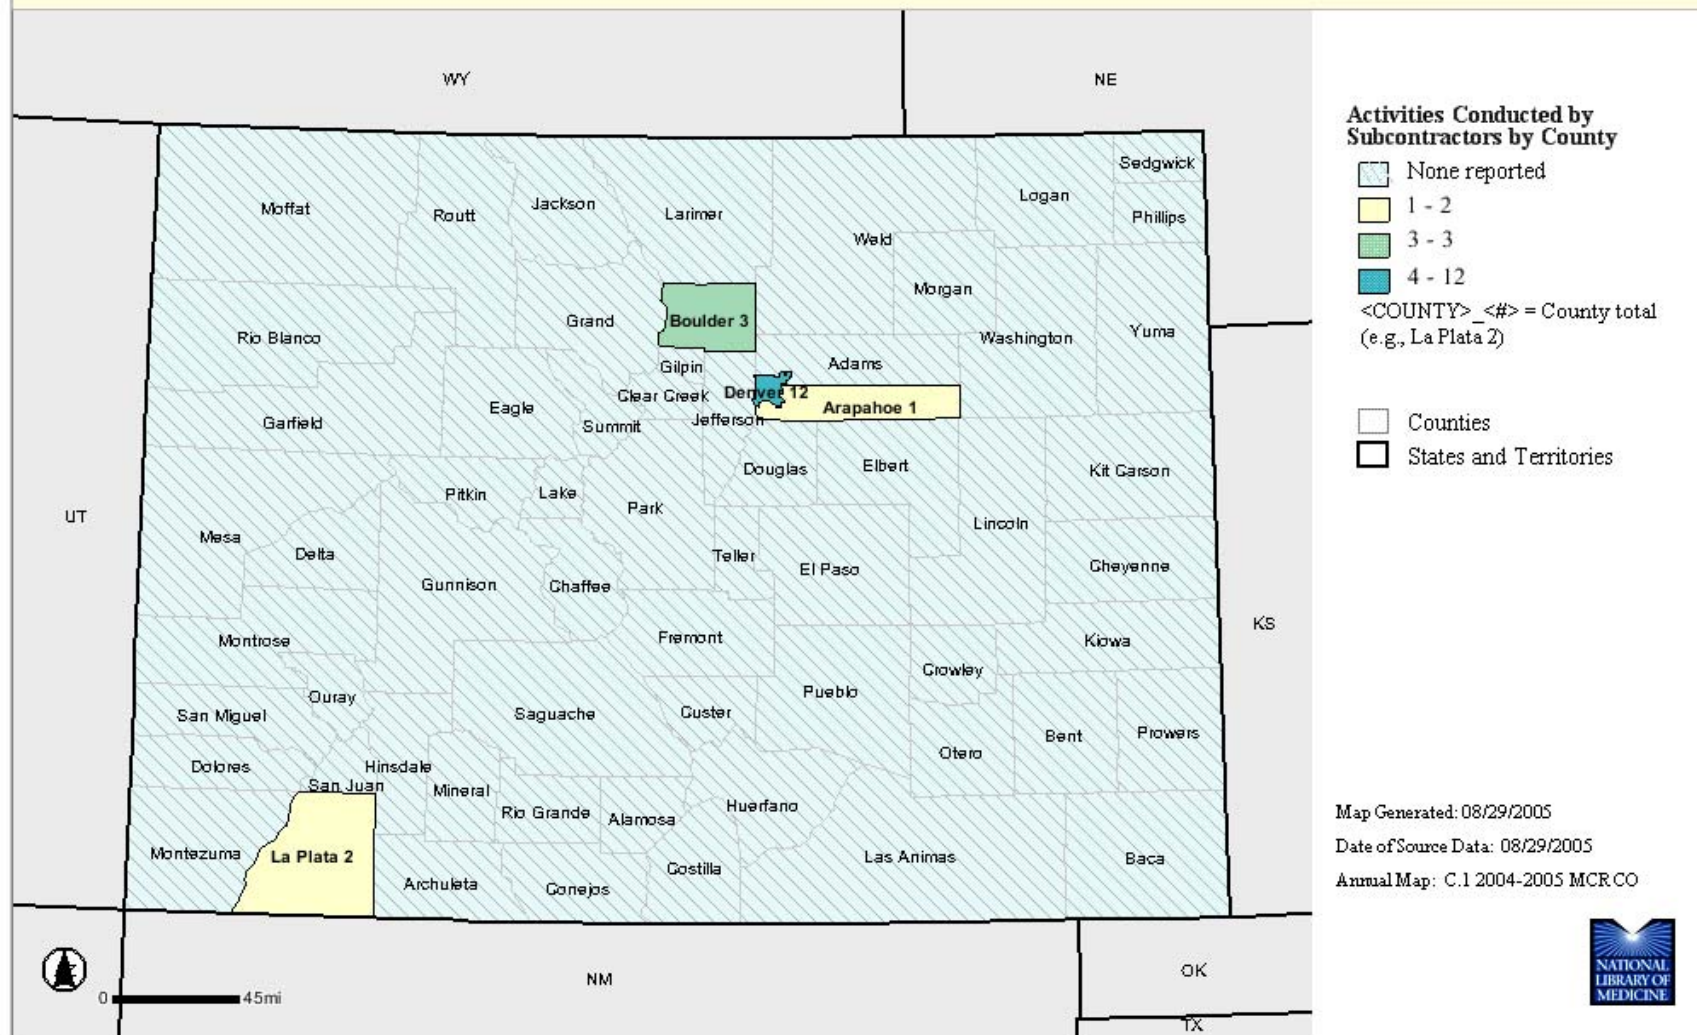 WY
NE
Sedgwick
Logan
Jackson
Moffat
Routt
Larimer
Phillips
Weld
Morgan
Grand
Boulder 3
Yuma
Rio Blanco
Washington
Adams
Gilpin
Denver 12
Clear Creek
Eagle
Arapahoe 1
Garfield
Summit
Jefferson
Douglas
Elbert
Kit Carson
Pitkin
Lake
Park
UT
Lincoln
Mesa
Delta
Teller
El Paso
Cheyenne
Gunnison
Chaffee
KS
Montrose
Fremont
Kiowa
Crowley
Ouray
Pueblo
San Miguel
Saguache
Custer
Bent
Prowers
Otero
Dolores
Hinsdale
San Juan
Mineral
Rio Grande
Alamosa
Huerfano
Montezuma
La Plata 2
Las Animas
Baca
Costilla
Archuleta
Conejos
NM
OK
TX
0 45mi
Activities Conducted by
Subcontractors by County
None reported
1 - 2
3 - 3
4 - 12
<COUNTY>_<#> = County total
(e.g., La Plata 2)
Counties
States and Territories
Map Generated: 08/29/2005
Date of Source Data: 08/29/2005
Annual Map: C.1 2004-2005 MCR CO
NATIONAL
LIBRARY OF
MEDICINE